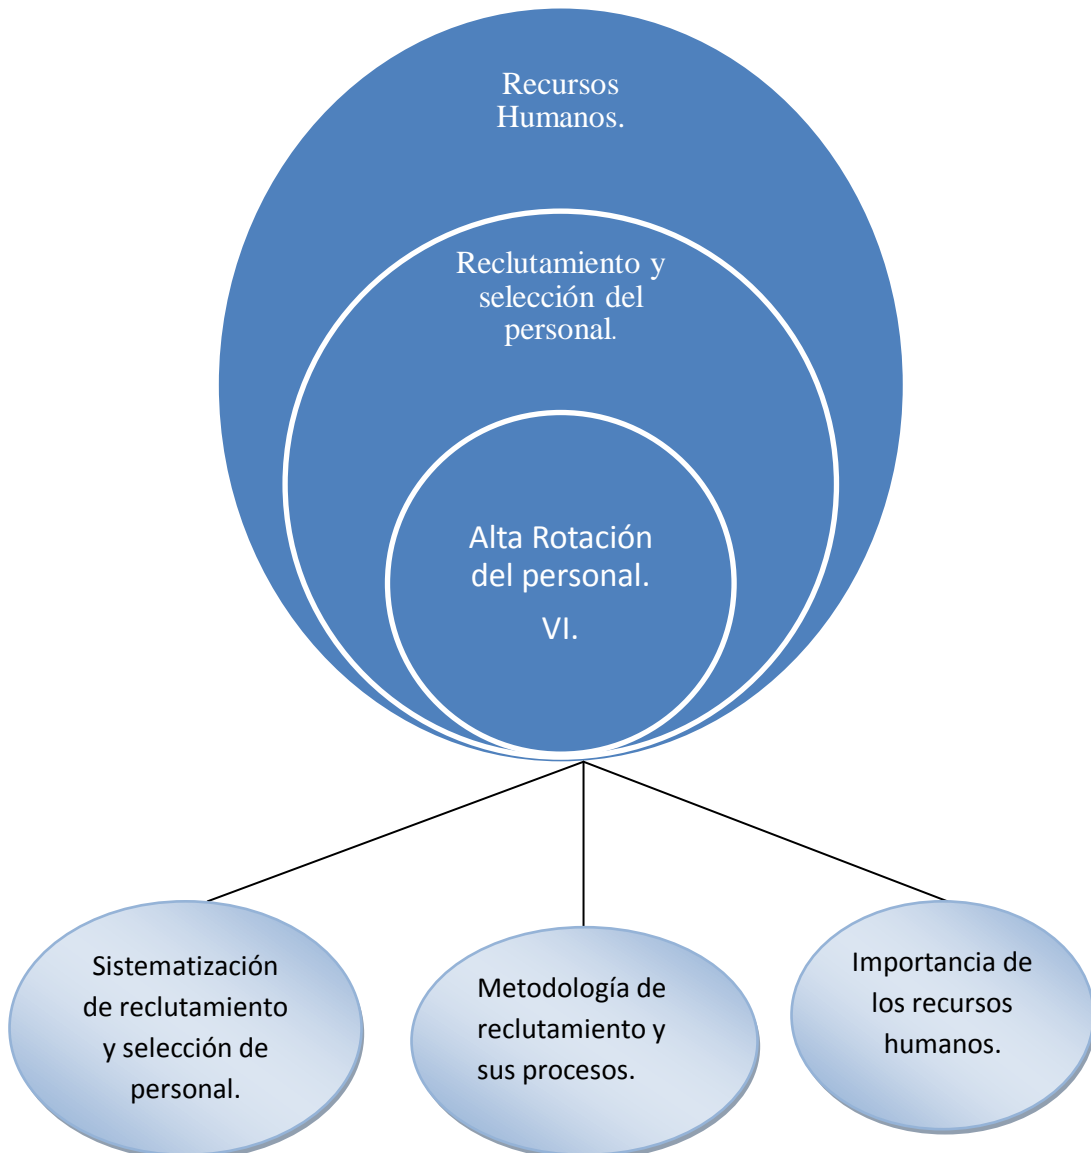 Recursos
Humanos.
Reclutamiento y
selección del
personal.
Alta Rotación
del personal.
VI.
Sistematización
de reclutamiento
y selección de
personal.
Metodología de
reclutamiento y
sus procesos.
Importancia de
los recursos
humanos.